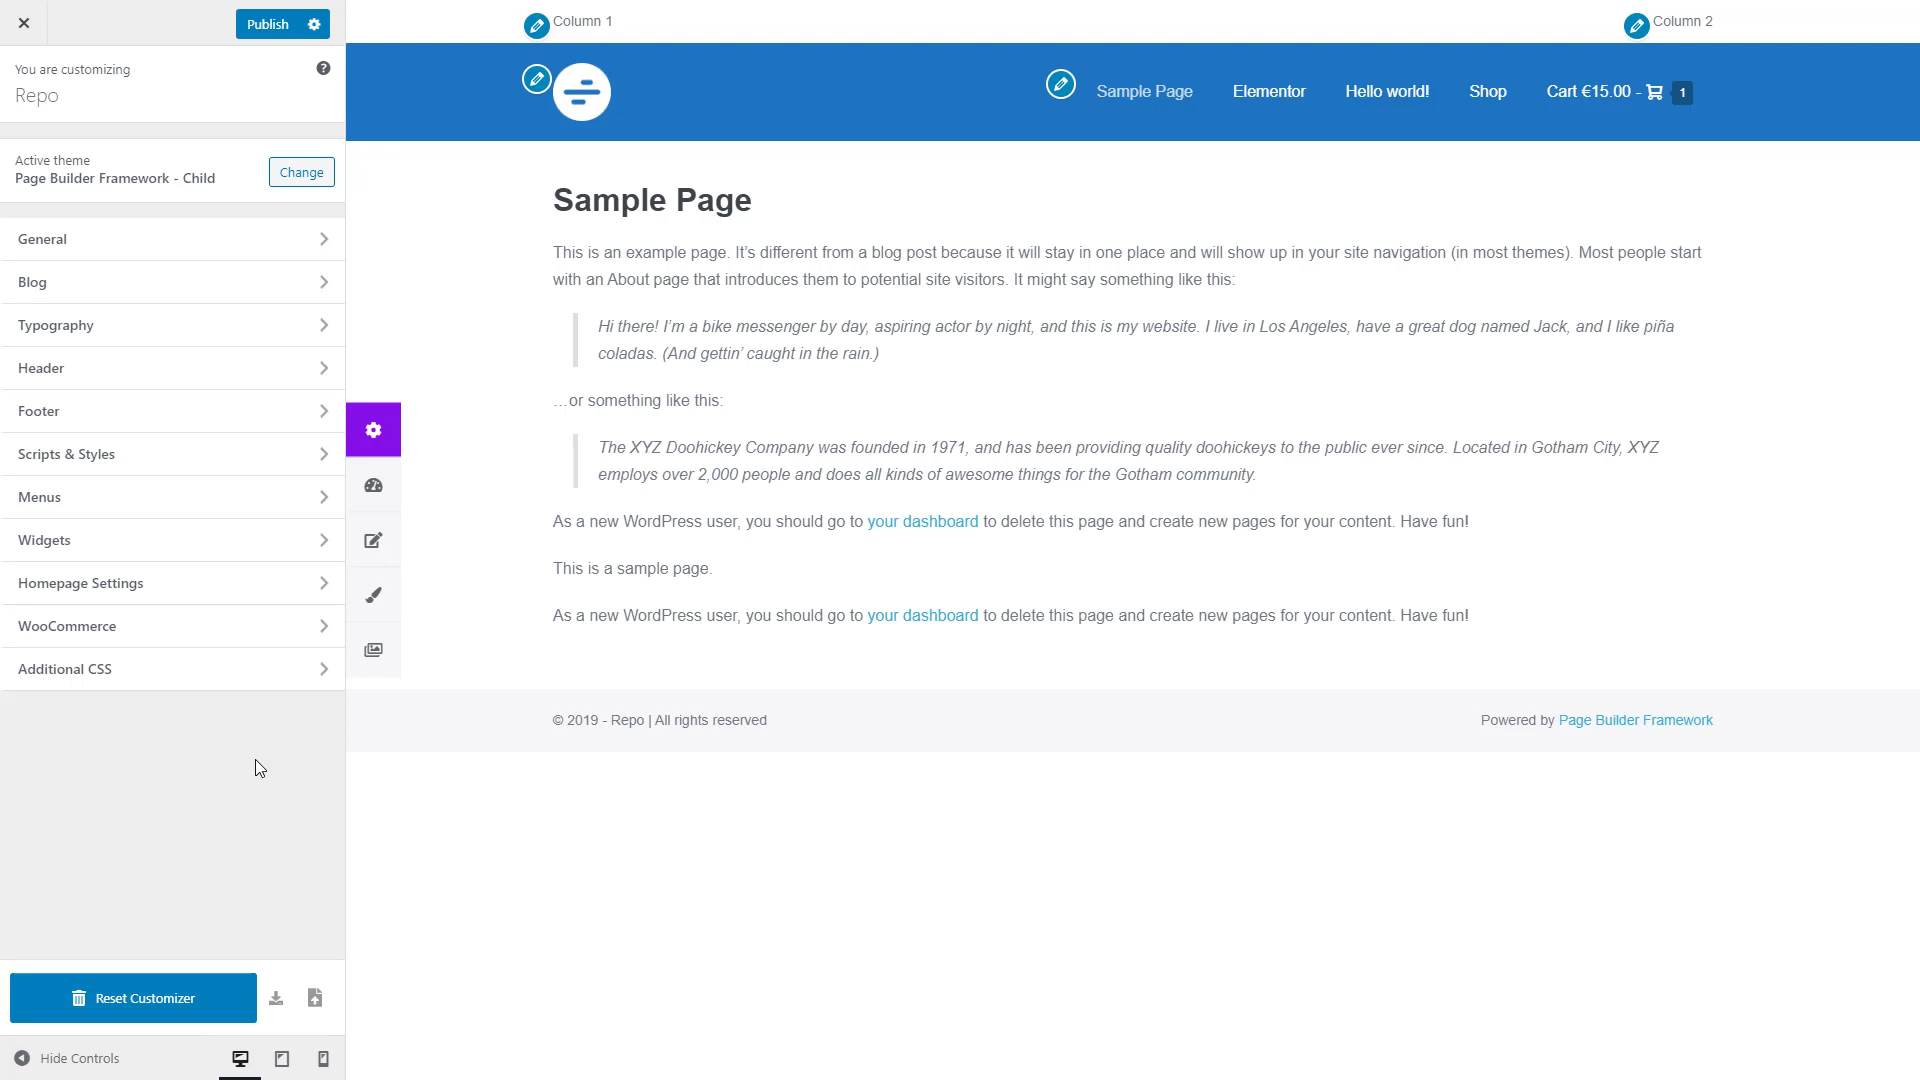 Publish
You are customizing
Repo
Active theme
Page Builder Framework - Child
Change
General
Blog
Typography
Header
Footer
Scripts & Styles
Menus
Widgets
Homepage Settings
WooCommerce
Additional CSS
Reset Customizer
Hide Controls
Column 1
Column 2
Sample Page
Elementor
Hello world!
Shop
Cart €15.00 -
1
Sample Page
This is an example page. It’s different from a blog post because it will stay in one place and will show up in your site navigation (in most themes). Most people start
with an About page that introduces them to potential site visitors. It might say something like this:
Hi there! I’m a bike messenger by day, aspiring actor by night, and this is my website. I live in Los Angeles, have a great dog named Jack, and I like piña
coladas. (And gettin’ caught in the rain.)
…or something like this:
The XYZ Doohickey Company was founded in 1971, and has been providing quality doohickeys to the public ever since. Located in Gotham City, XYZ
employs over 2,000 people and does all kinds of awesome things for the Gotham community.
As a new WordPress user, you should go to your dashboard to delete this page and create new pages for your content. Have fun!
This is a sample page.
As a new WordPress user, you should go to your dashboard to delete this page and create new pages for your content. Have fun!
© 2019 - Repo | All rights reserved
Powered by Page Builder Framework